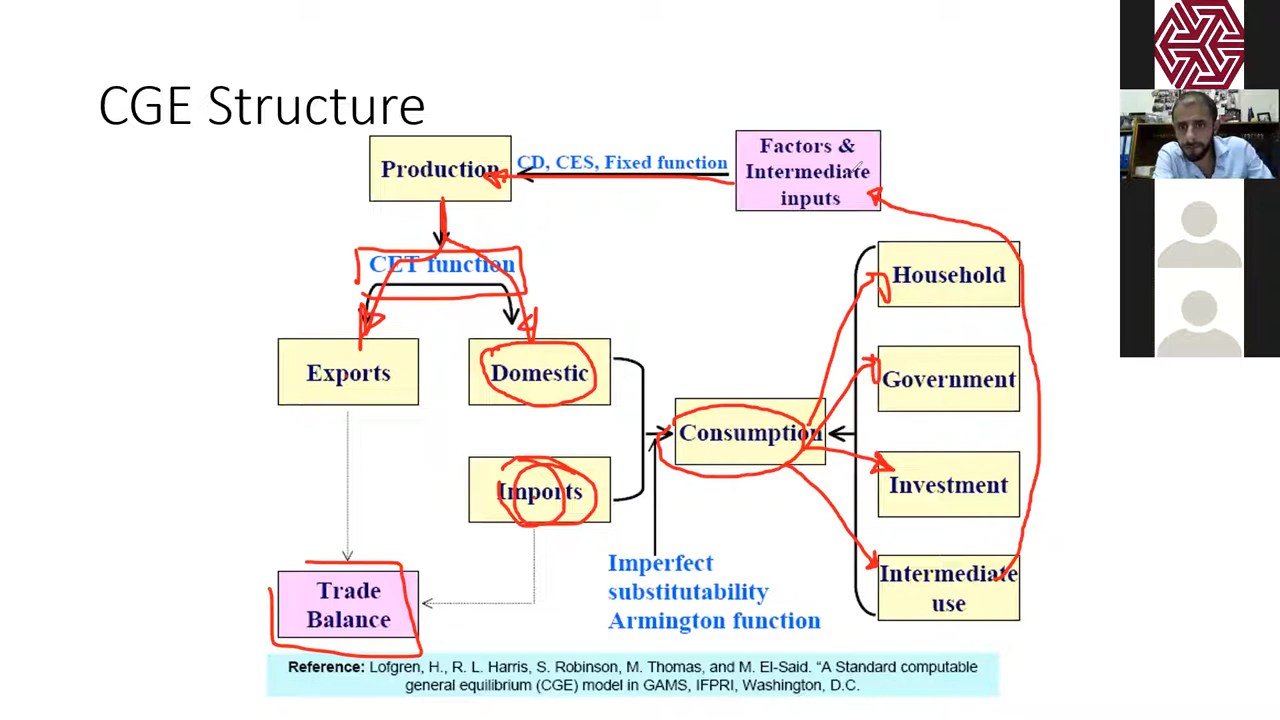 CGE Structure
Production
CD, CES, Fixed function
Factors &
Intermediate
inputs
CET function
Household
Exports
Domestic
Government
Consumption
Imports
Investment
Imperfect
substitutability
Armington function
Intermediate
use
Trade
Balance
Reference: Lofgren, H., R. L. Harris, S. Robinson, M. Thomas, and M. El-Said. “A Standard computable
general equilibrium (CGE) model in GAMS, IFPRI, Washington, D.C.